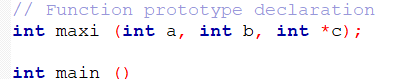 // Function prototype declaration
int maxi (int a, int b, int *c);
int main ()